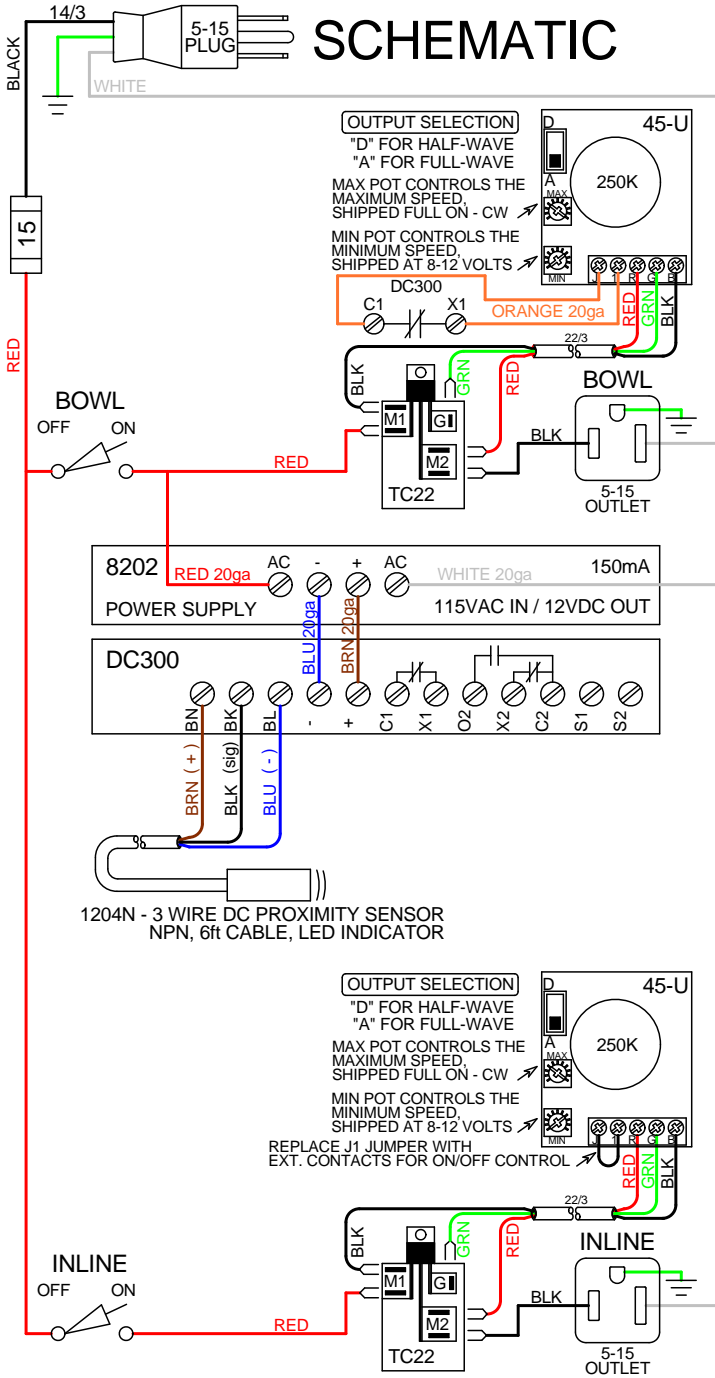 14/3
5-15
PLUG
SCHEMATIC
BLACK
WHITE
OUTPUT SELECTION
"D" FOR HALF-WAVE
"A" FOR FULL-WAVE
MAX POT CONTROLS THE
MAXIMUM SPEED,
SHIPPED FULL ON - CW
MIN POT CONTROLS THE
MINIMUM SPEED,
SHIPPED AT 8-12 VOLTS
D
45-U
A
MAX
250K
MIN
J 1 R G B
15
DC300
C1
X1
ORANGE 20ga
RED
GRN
BLK
22/3
RED
BLK
GRN
RED
BOWL
OFF
ON
RED
M1
G
M2
TC22
BLK
BOWL
5-15
OUTLET
8202
RED 20ga
AC
-
+
AC
WHITE 20ga
150mA
POWER SUPPLY
115VAC IN / 12VDC OUT
BLU 20ga
BRN 20ga
DC300
BN
BK
BL
-
+
C1
X1
O2
X2
C2
S1
S2
BRN (+)
BLK (sig)
BLU (-)
1204N - 3 WIRE DC PROXIMITY SENSOR
NPN, 6ft CABLE, LED INDICATOR
OUTPUT SELECTION
"D" FOR HALF-WAVE
"A" FOR FULL-WAVE
MAX POT CONTROLS THE
MAXIMUM SPEED,
SHIPPED FULL ON - CW
MIN POT CONTROLS THE
MINIMUM SPEED,
SHIPPED AT 8-12 VOLTS
REPLACE J1 JUMPER WITH
EXT. CONTACTS FOR ON/OFF CONTROL
D
45-U
A
MAX
250K
MIN
J 1 R G B
RED
GRN
BLK
22/3
BLK
GRN
RED
INLINE
OFF
ON
RED
M1
G
M2
TC22
BLK
INLINE
5-15
OUTLET